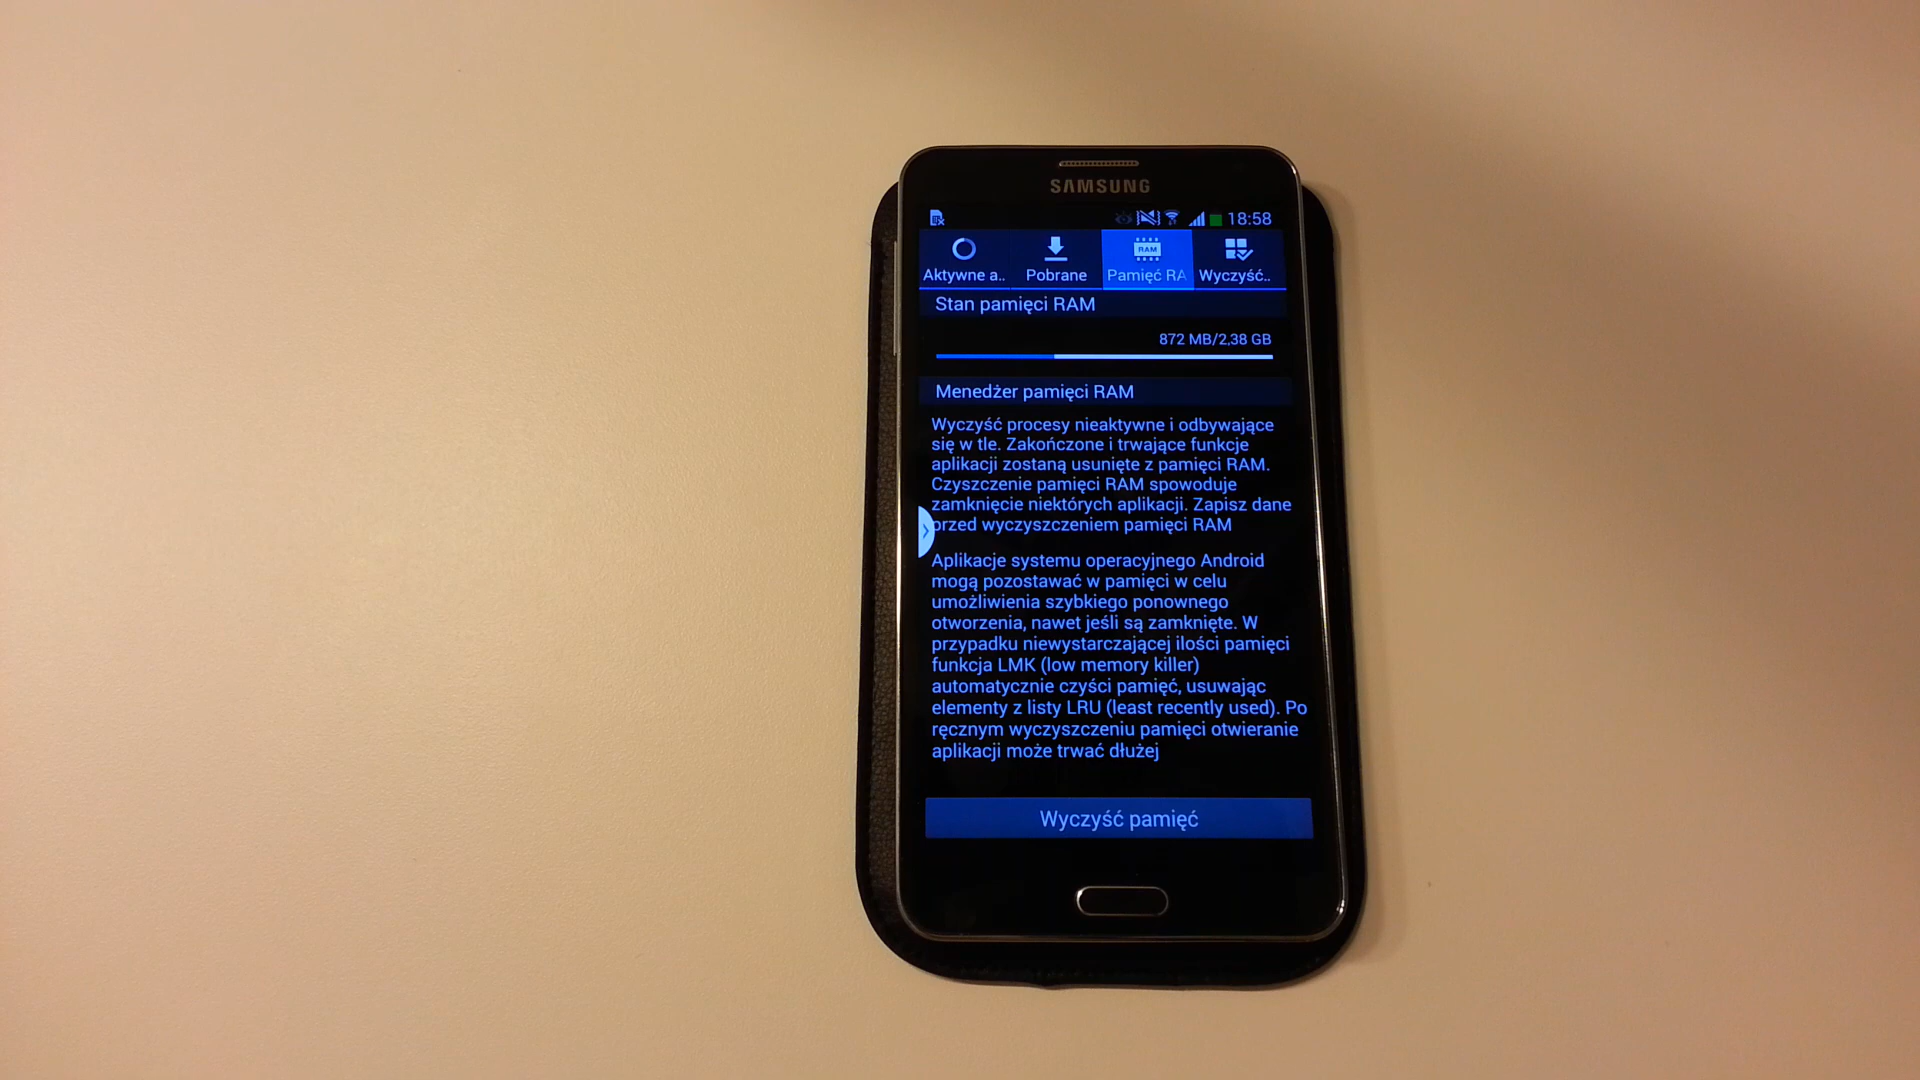 SAMSUNG
18:58
Aktywne a..
Pobrane
RAM
Pamięć RA
Wyczyść..
Stan pamięci RAM
872 MB/2,38 GB
Menedżer pamięci RAM
Wyczyść procesy nieaktywne i odbywające
się w tle. Zakończone i trwające funkcje
aplikacji zostaną usunięte z pamięci RAM.
Czyszczenie pamięci RAM spowoduje
zamknięcie niektórych aplikacji. Zapisz dane
przed wyczyszczeniem pamięci RAM
Aplikacje systemu operacyjnego Android
mogą pozostawać w pamięci w celu
umożliwienia szybkiego ponownego
otworzenia, nawet jeśli są zamknięte. W
przypadku niewystarczającej ilości pamięci
funkcja LMK (low memory killer)
automatycznie czyści pamięć, usuwając
elementy z listy LRU (least recently used). Po
ręcznym wyczyszczeniu pamięci otwieranie
aplikacji może trwać dłużej
Wyczyść pamięć